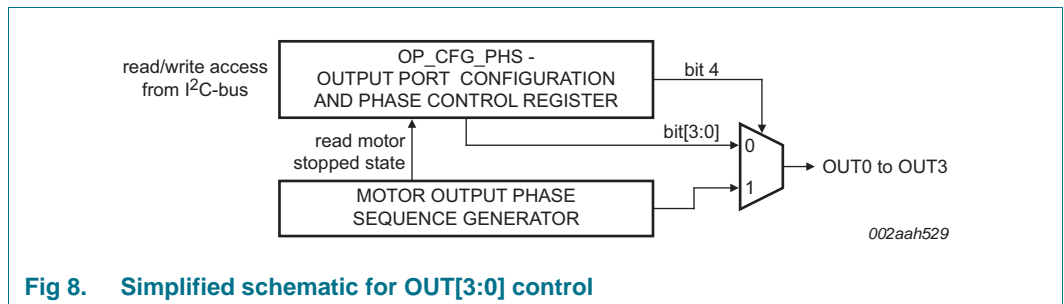 OP_CFG_PHS -
OUTPUT PORT CONFIGURATION
AND PHASE CONTROL REGISTER
read/write access
from I²C-bus
bit 4
bit[3:0]
read motor
stopped state
0
1
OUT0 to OUT3
MOTOR OUTPUT PHASE
SEQUENCE GENERATOR
002aah529
Fig 8. Simplified schematic for OUT[3:0] control